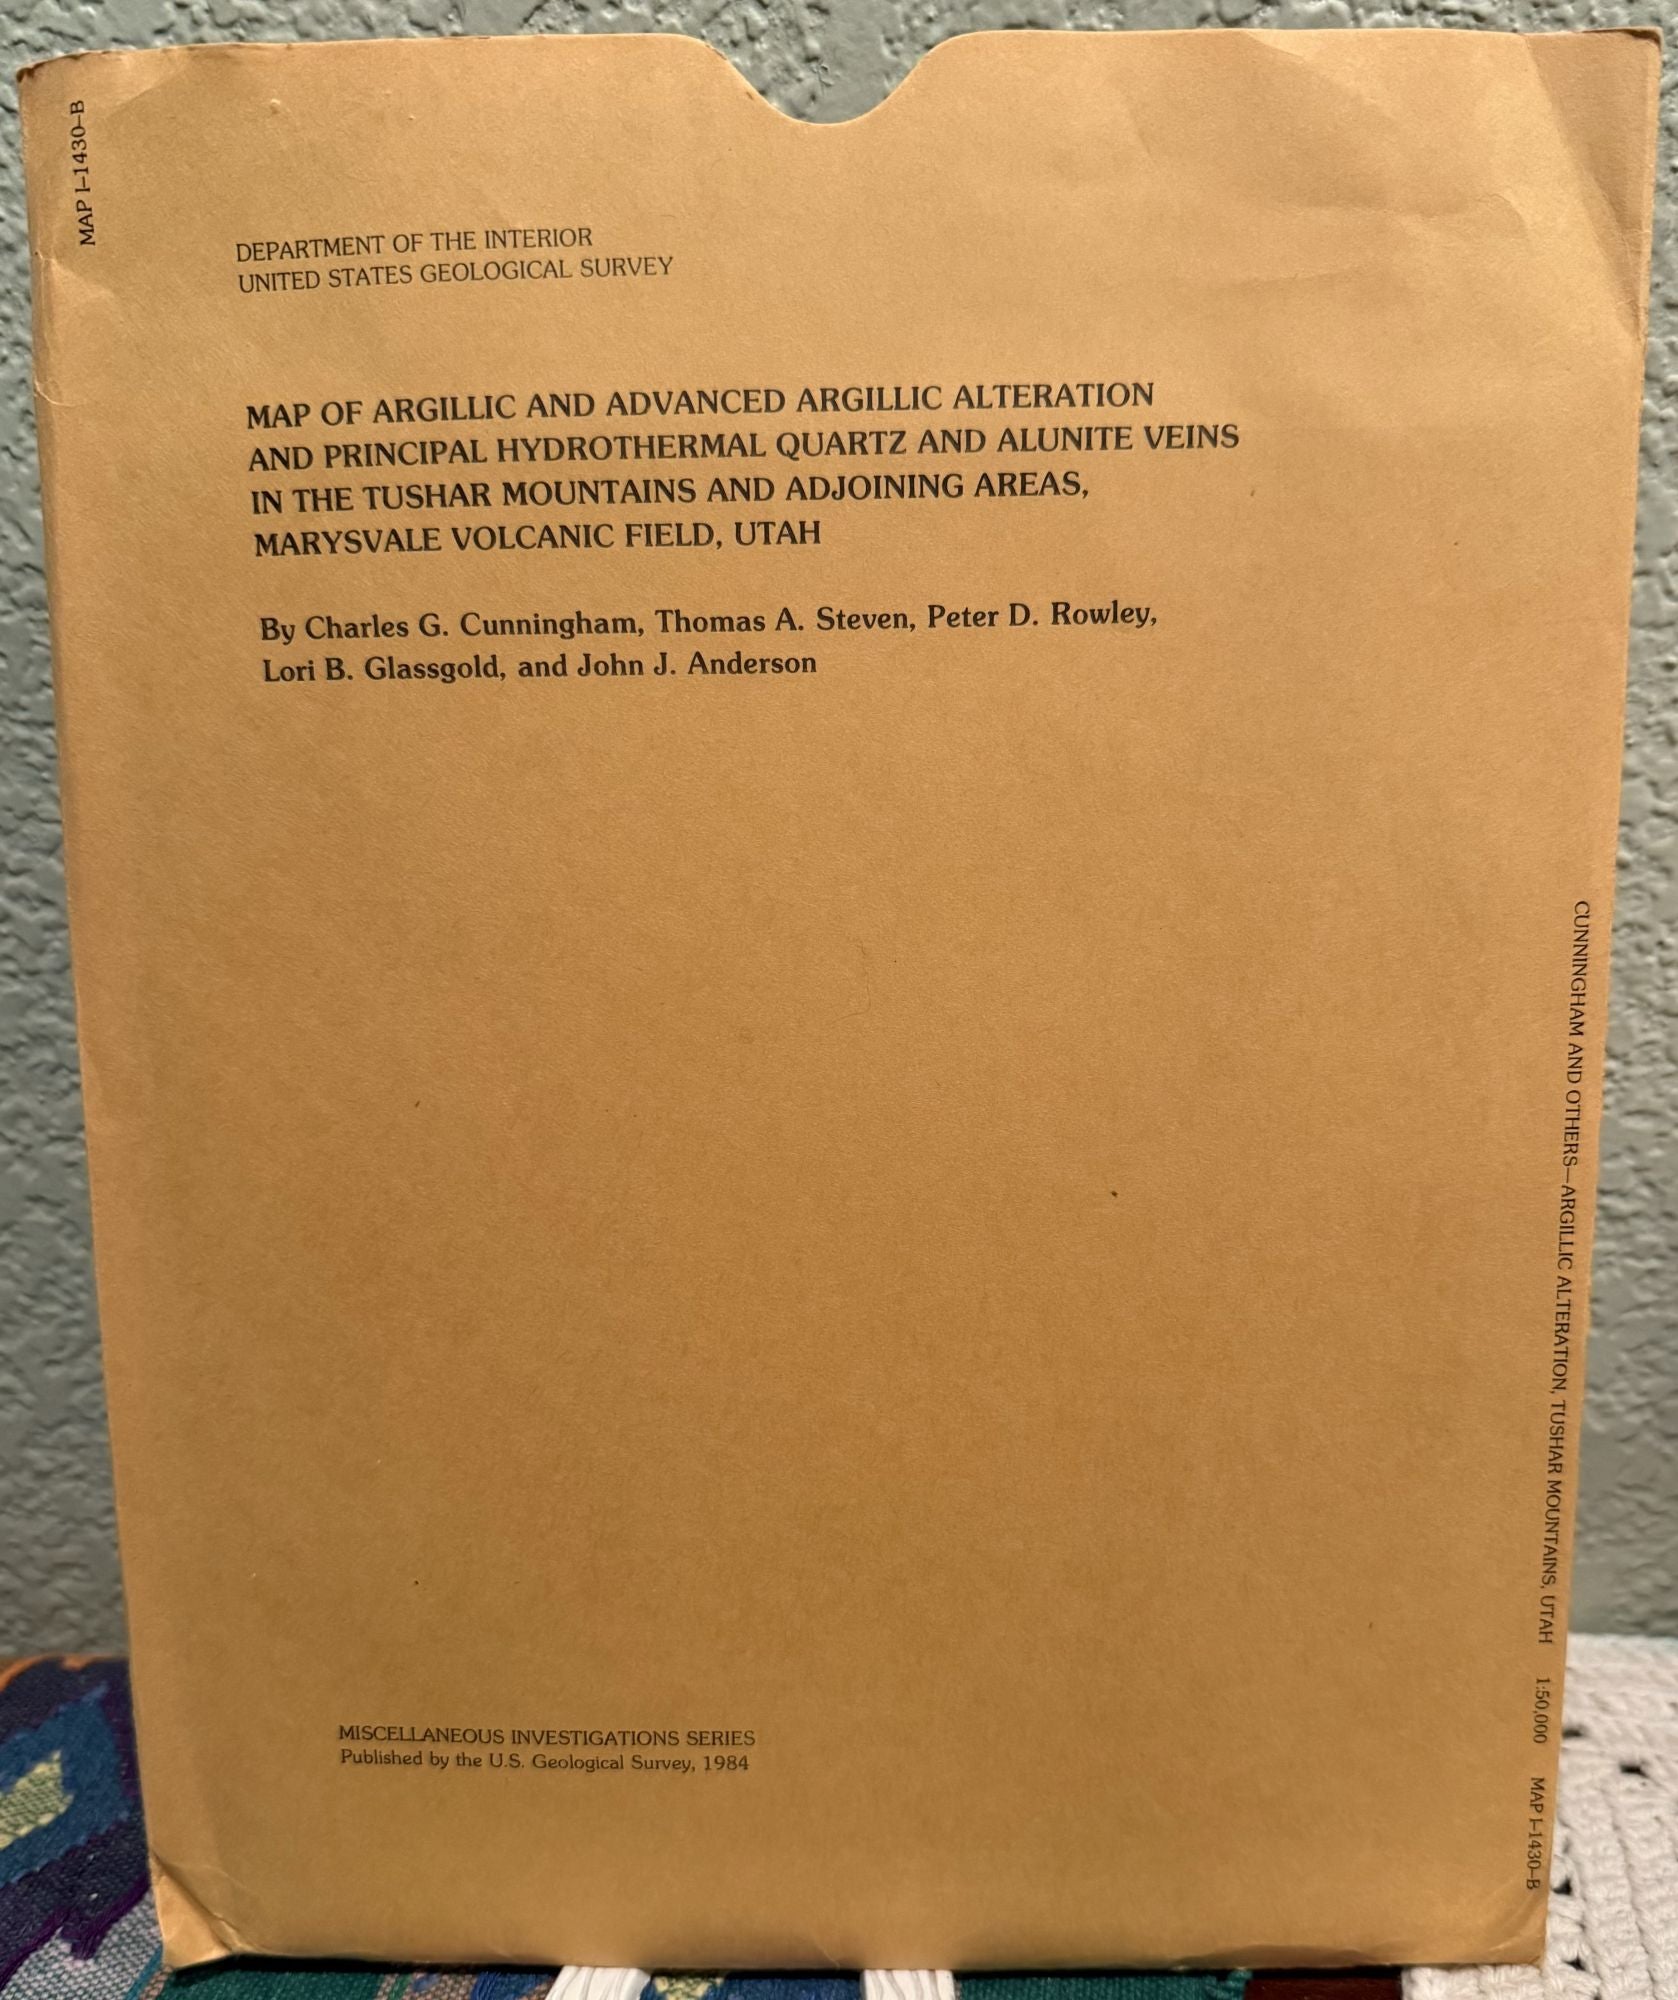 MAP I-1430-B
DEPARTMENT OF THE INTERIOR
UNITED STATES GEOLOGICAL SURVEY
MAP OF ARGILLIC AND ADVANCED ARGILLIC ALTERATION
AND PRINCIPAL HYDROTHERMAL QUARTZ AND ALUNITE VEINS
IN THE TUSHAR MOUNTAINS AND ADJOINING AREAS,
MARYSVALE VOLCANIC FIELD, UTAH
By Charles G. Cunningham, Thomas A. Steven, Peter D. Rowley,
Lori B. Glassgold, and John J. Anderson
MISCELLANEOUS INVESTIGATIONS SERIES
Published by the U.S. Geological Survey, 1984
CUNNINGHAM AND OTHERS—ARGILLIC ALTERATION, TUSHAR MOUNTAINS, UTAH 1:50,000 MAP I-1430-B